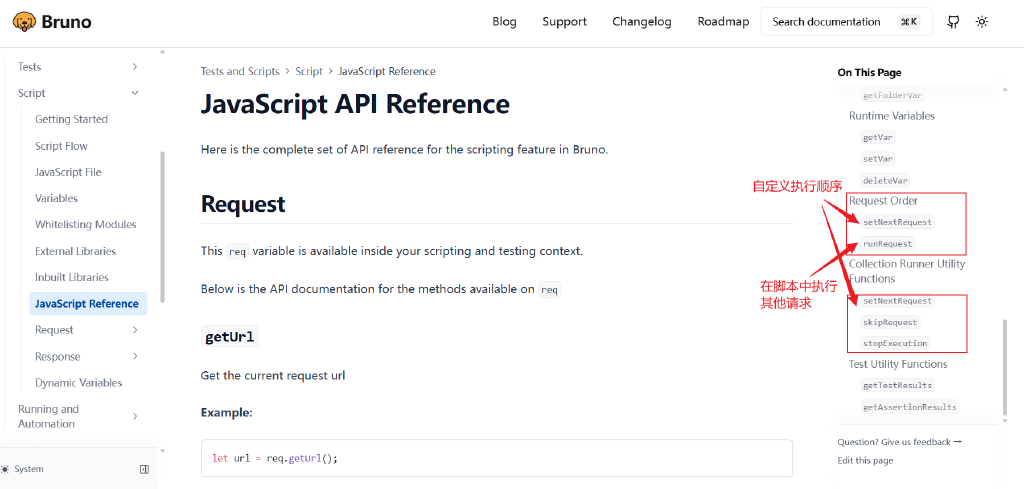 Bruno
Blog
Support
Changelog
Roadmap
Search documentation
⌘ K
Tests
Script
Getting Started
Script Flow
JavaScript File
Variables
Whitelisting Modules
External Libraries
Inbuilt Libraries
JavaScript Reference
Request
Response
Dynamic Variables
Running and
Automation
System
Tests and Scripts > Script > JavaScript Reference
JavaScript API Reference
Here is the complete set of API reference for the scripting feature in Bruno.
Request
This req variable is available inside your scripting and testing context.
Below is the API documentation for the methods available on req
getUrl
Get the current request url
Example:
let url = req.getUrl();
On This Page
getFolderVar
Runtime Variables
getVar
setVar
deleteVar
Request Order
setNextRequest
runRequest
Collection Runner Utility
Functions
setNextRequest
skipRequest
stopExecution
Test Utility Functions
getTestResults
getAssertionResults
Question? Give us feedback →
Edit this page
自定义执行顺序
在脚本中执行
其他请求